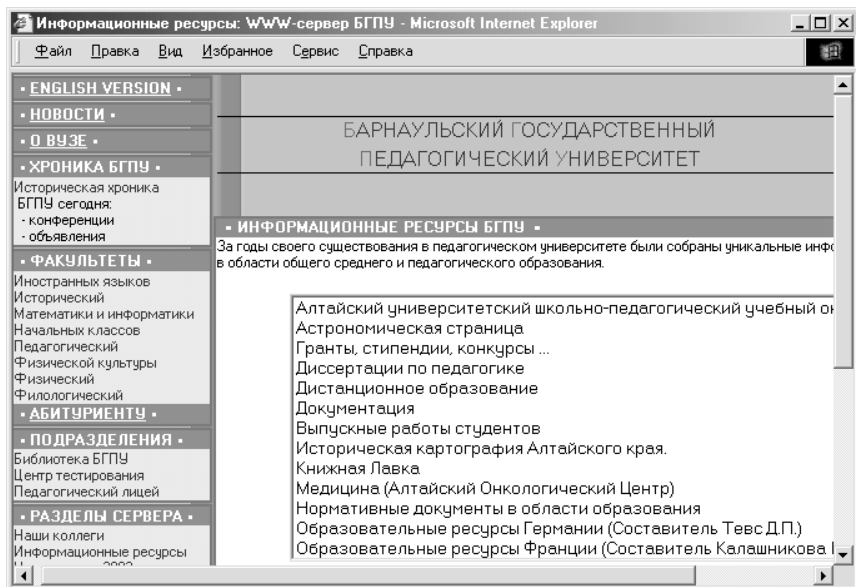 Информационные ресурсы: WWW-сервер БГПУ - Microsoft Internet Explorer
Файл Правка Вид Избранное Сервис Справка
• ENGLISH VERSION •
• НОВОСТИ •
• О ВУЗЕ •
• ХРОНИКА БГПУ •
Историческая хроника
БГПУ сегодня:
- конференции
- объявления
• ФАКУЛЬТЕТЫ •
Иностранных языков
Исторический
Математики и информатики
Начальных классов
Педагогический
Физической культуры
Физический
Филологический
• АБИТУРИЕНТУ •
• ПОДРАЗДЕЛЕНИЯ •
Библиотека БГПУ
Центр тестирования
Педагогический лицей
• РАЗДЕЛЫ СЕРВЕРА •
Наши коллеги
Информационные ресурсы
БАРНАУЛЬСКИЙ ГОСУДАРСТВЕННЫЙ
ПЕДАГОГИЧЕСКИЙ УНИВЕРСИТЕТ
• ИНФОРМАЦИОННЫЕ РЕСУРСЫ БГПУ •
За годы своего существования в педагогическом университете были собраны уникальные инфо
в области общего среднего и педагогического образования.
Алтайский университетский школьно-педагогический учебный ок
Астрономическая страница
Гранты, стипендии, конкурсы ...
Диссертации по педагогике
Дистанционное образование
Документация
Выпускные работы студентов
Историческая картография Алтайского края.
Книжная Лавка
Медицина (Алтайский Онкологический Центр)
Нормативные документы в области образования
Образовательные ресурсы Германии (Составитель Тевс Д.П.)
Образовательные ресурсы Франции (Составитель Калашникова